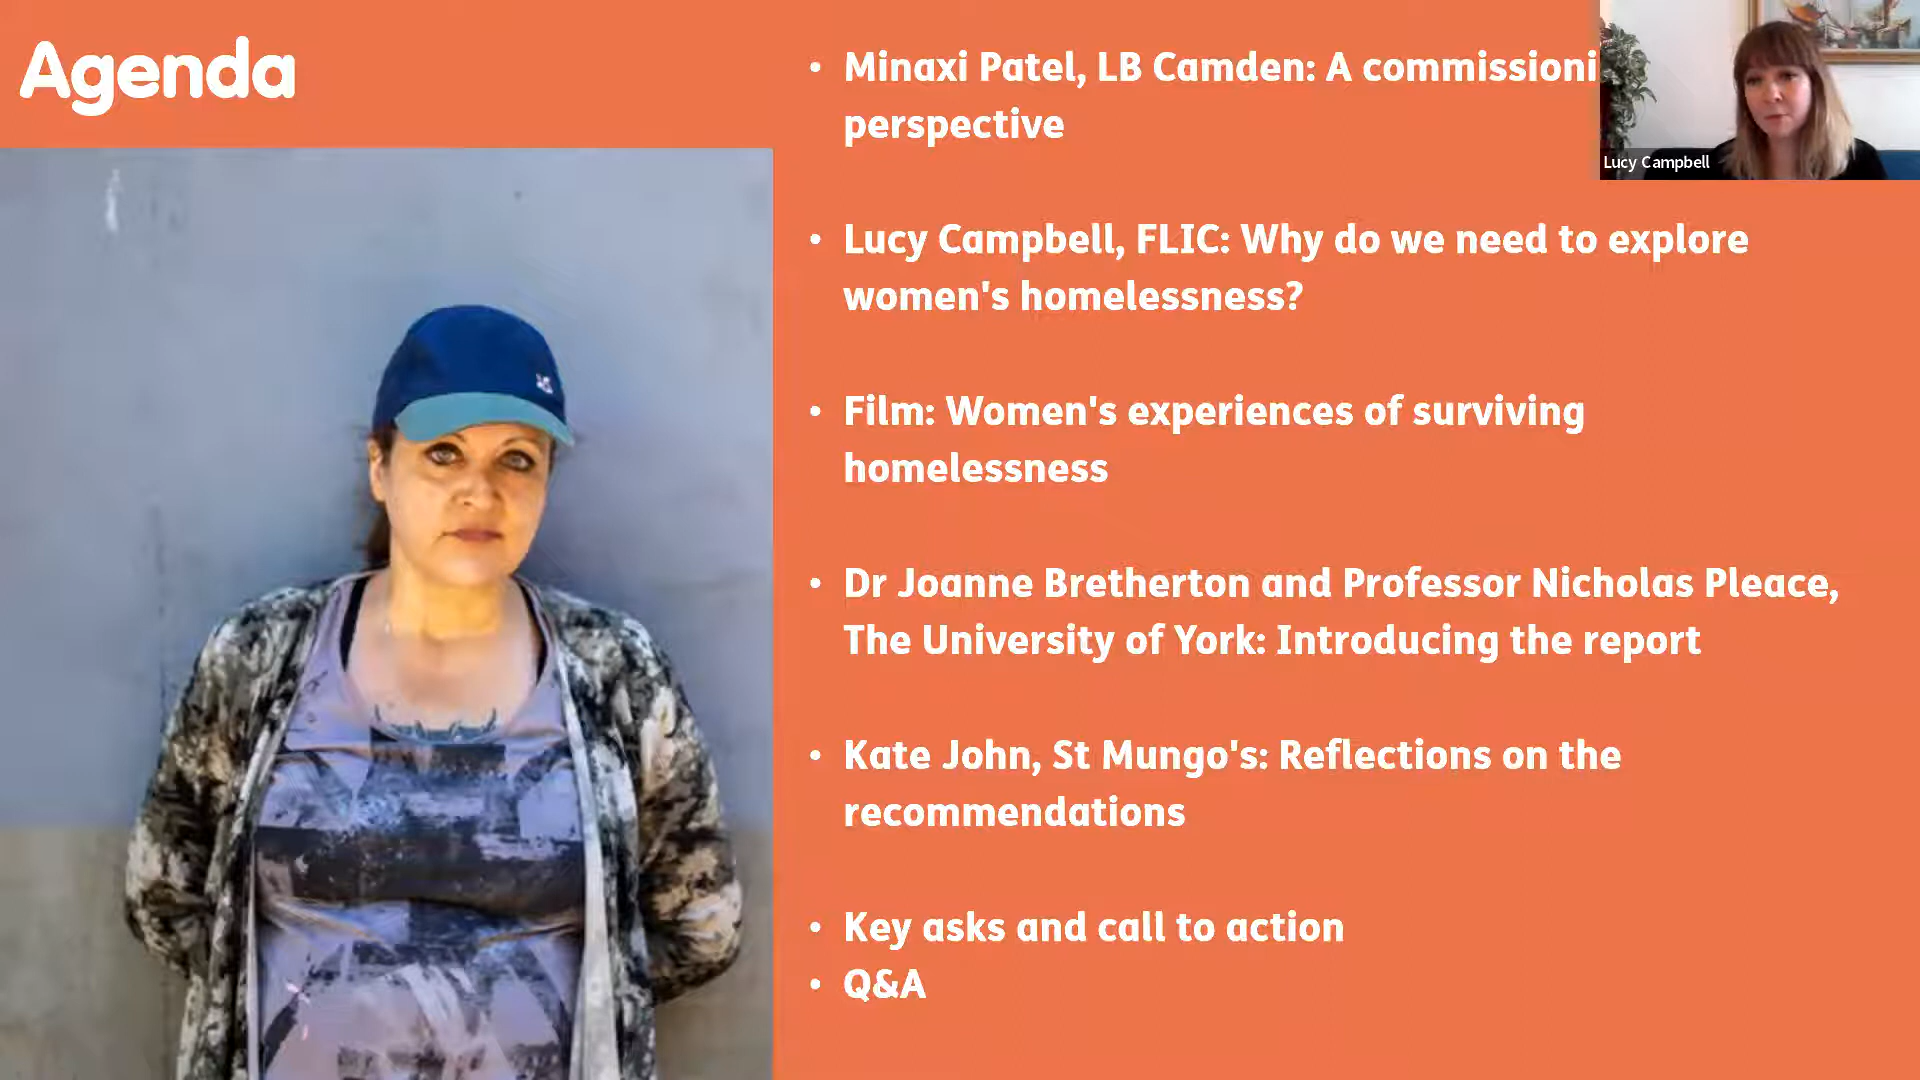 Agenda
• Minaxi Patel, LB Camden: A commissioni
perspective
Lucy Campbell
• Lucy Campbell, FLIC: Why do we need to explore
women's homelessness?
• Film: Women's experiences of surviving
homelessness
• Dr Joanne Bretherton and Professor Nicholas Pleace,
The University of York: Introducing the report
• Kate John, St Mungo's: Reflections on the
recommendations
• Key asks and call to action
• Q&A